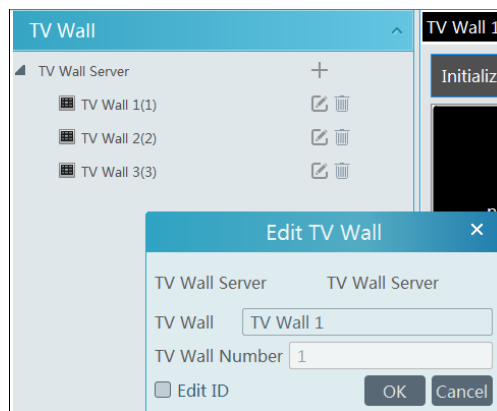 TV Wall
TV Wall 1
TV Wall Server
Initializ
TV Wall 1(1)
TV Wall 2(2)
TV Wall 3(3)
Edit TV Wall
TV Wall Server TV Wall Server
TV Wall TV Wall 1
TV Wall Number 1
Edit ID OK Cancel